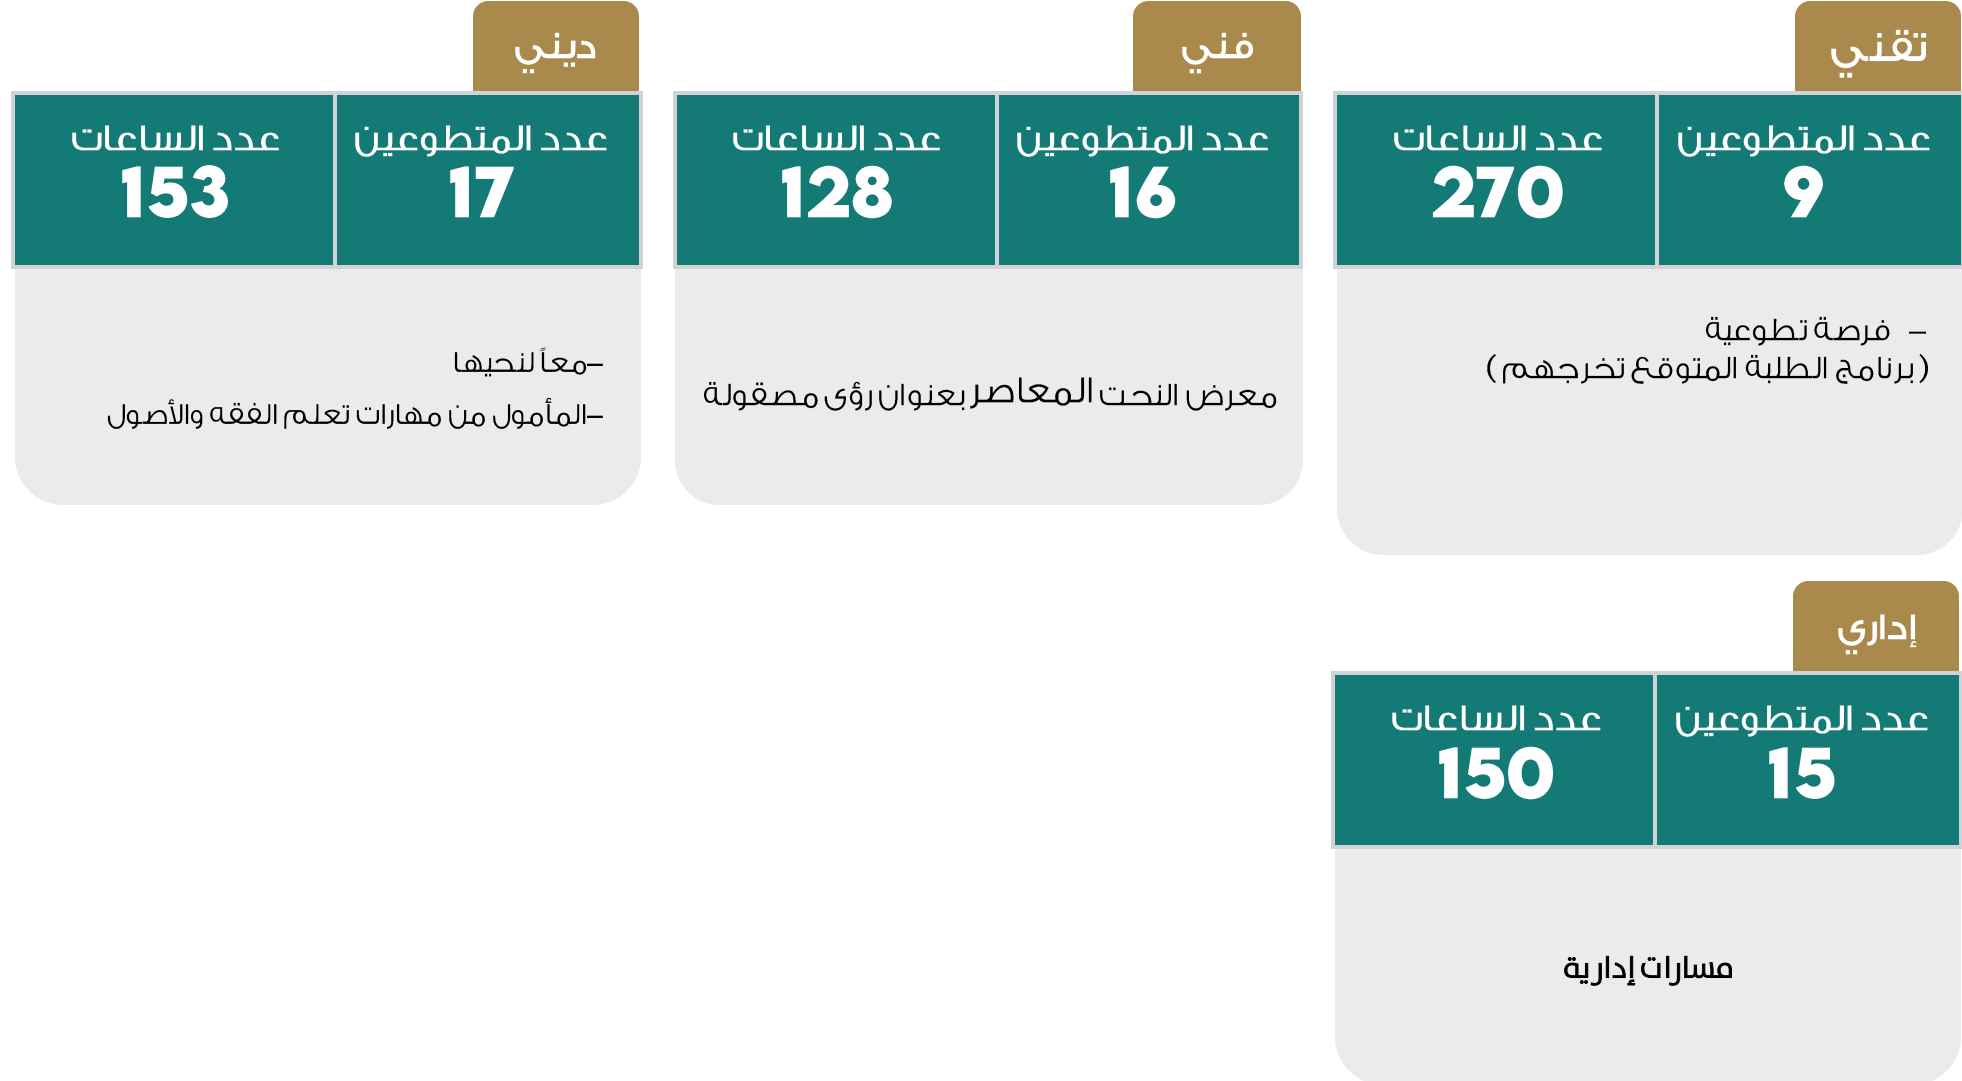 تقني
عدد المتطوعين
9
عدد الساعات
270
- فرصة تطوعية
(برنامج الطلبة المتوقع تخرجهم)
فني
عدد المتطوعين
16
عدد الساعات
128
معرض النحت المعاصر بعنوان رؤى مصقولة
ديني
عدد المتطوعين
17
عدد الساعات
153
-معاً لنحيها
-المأمول من مهارات تعلم الفقه والأصول
إداري
عدد المتطوعين
15
عدد الساعات
150
مسارات إدارية